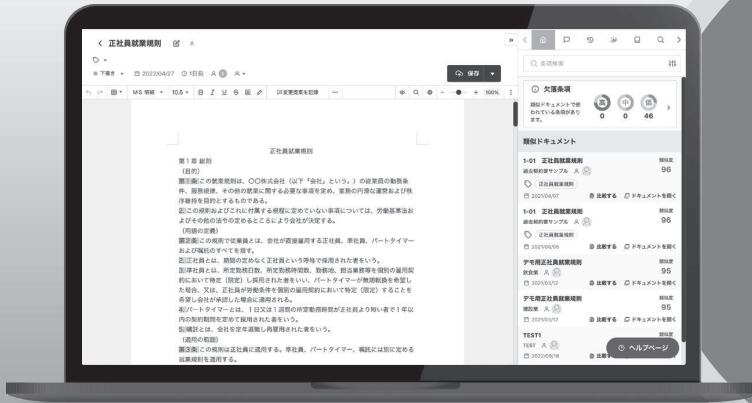 正社員就業規則
下書き
2022/04/27
1日前
保存
MS 明朝
10.5
B I U S
変更提案を記録
100%
正社員就業規則
第1章 総則
(目的)
第1条 この就業規則は、〇〇株式会社（以下「会社」という。）の従業員の勤務条
件、服務規律、その他の就業に関する必要な事項を定め、業務の円滑な運営および秩
序維持を目的とするものである。
2 この規則およびこれに付属する規程に定めていない事項については、労働基準法お
よびその他の法令の定めるところにより会社が決定する。
(用語の定義)
第2条 この規則で従業員とは、会社が直接雇用する正社員、準社員、パートタイマー
および嘱託のすべてを指す。
2 正社員とは、期間の定めなく正社員という呼称で採用された者をいう。
3 準社員とは、所定勤務日数、所定勤務時間数、勤務地、担当業務等を個別の雇用契
約において特定（限定）し採用された者をいい、パートタイマーが無期転換を希望し
た場合、又は、正社員が労働条件を個別の雇用契約において特定（限定）することを
希望し会社が承認した場合に適用される。
4 パートタイマーとは、1日又は1週間の所定勤務時間が正社員より短い者で1年以
内の契約期間を定めて採用された者をいう。
5 嘱託とは、会社を定年退職し再雇用された者をいう。
(適用の範囲)
第3条 この規則は正社員に適用する。準社員、パートタイマー、嘱託には別に定める
就業規則を適用する。
条項検索
欠落条項
類似ドキュメントで使
われている条項があり
ます。
高 中 低
0 0 46
類似ドキュメント
1-01 正社員就業規則 類似度
過去契約書サンプル 96
正社員就業規則
2021/04/07 比較する ドキュメントを開く
1-01 正社員就業規則 類似度
過去契約書サンプル 96
正社員就業規則
2021/08/05 比較する ドキュメントを開く
デモ用正社員就業規則 類似度
飲食業 95
2021/03/12 比較する ドキュメントを開く
デモ用正社員就業規則 類似度
建設業 95
2021/03/12 比較する ドキュメントを開く
TEST1 類似度
TEST
2022/08/18 比較す
ヘルプページ